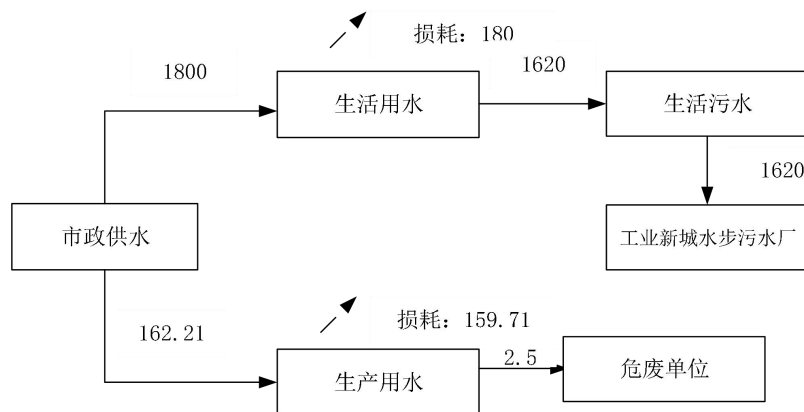 损耗：180
1800
1620
生活用水
生活污水
1620
市政供水
工业新城水步污水厂
162.21
损耗：159.71
2.5
生产用水
危废单位